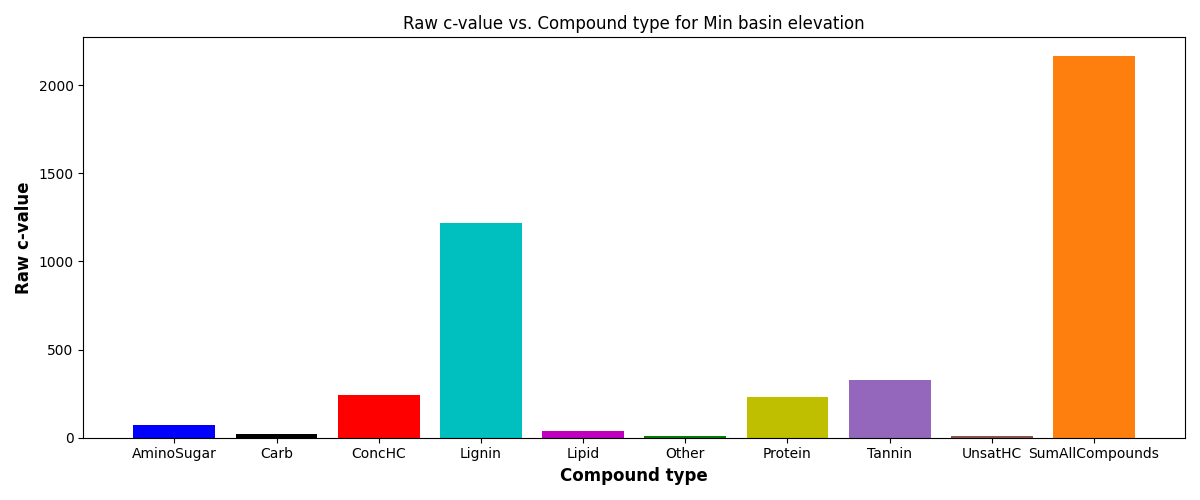 Raw c-value vs. Compound type for Min basin elevation
Raw c-value
2000
1500
1000
500
0
AminoSugar Carb ConcHC Lignin Lipid Other Protein Tannin UnsatHC SumAllCompounds
Compound type